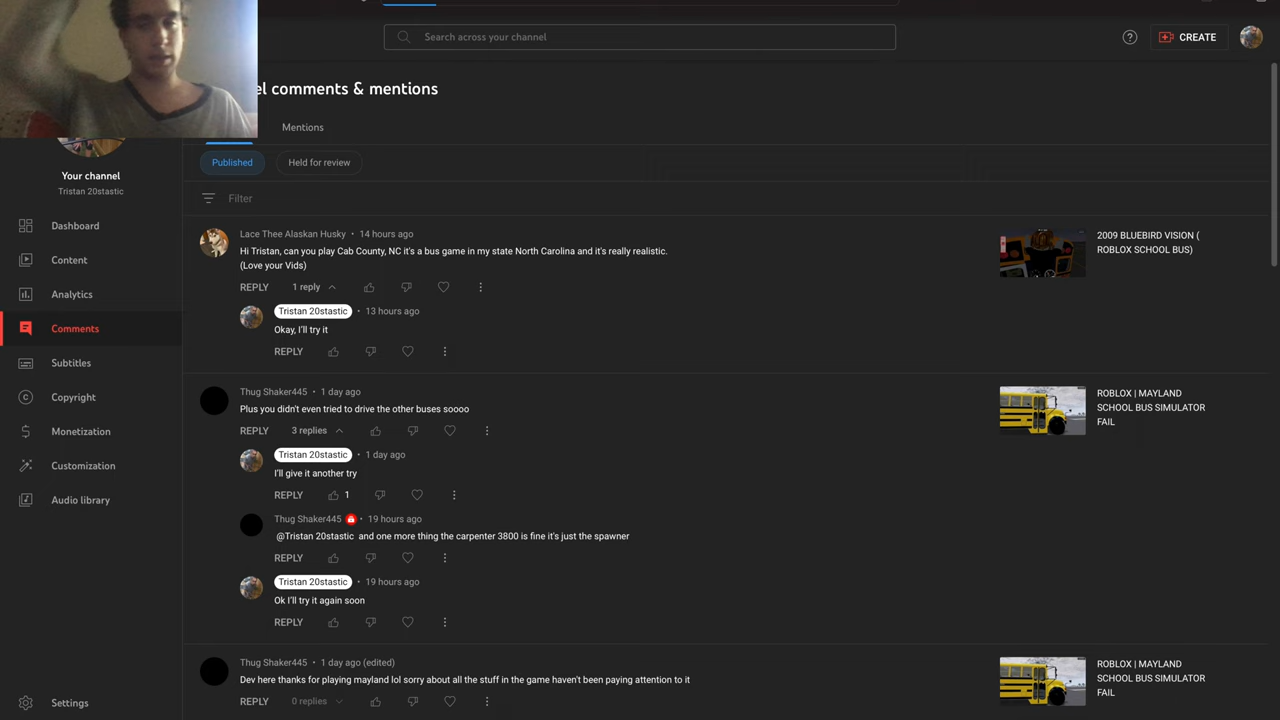 Search across your channel
CREATE
el comments & mentions
Mentions
Published
Held for review
Filter
Your channel
Tristan 20stastic
Dashboard
Content
Analytics
Comments
Subtitles
Copyright
Monetization
Customization
Audio library
Settings
Lace Thee Alaskan Husky • 14 hours ago
Hi Tristan, can you play Cab County, NC it's a bus game in my state North Carolina and it's really realistic.
(Love your Vids)
REPLY 1 reply
Tristan 20stastic • 13 hours ago
Okay, I'll try it
REPLY
2009 BLUEBIRD VISION (
ROBLOX SCHOOL BUS)
Thug Shaker445 • 1 day ago
Plus you didn't even tried to drive the other buses soooo
REPLY 3 replies
Tristan 20stastic • 1 day ago
I'll give it another try
REPLY 1
Thug Shaker445 • 19 hours ago
@Tristan 20stastic and one more thing the carpenter 3800 is fine it's just the spawner
REPLY
Tristan 20stastic • 19 hours ago
Ok I'll try it again soon
REPLY
ROBLOX | MAYLAND
SCHOOL BUS SIMULATOR
FAIL
Thug Shaker445 • 1 day ago (edited)
Dev here thanks for playing mayland lol sorry about all the stuff in the game haven't been paying attention to it
REPLY 0 replies
ROBLOX | MAYLAND
SCHOOL BUS SIMULATOR
FAIL